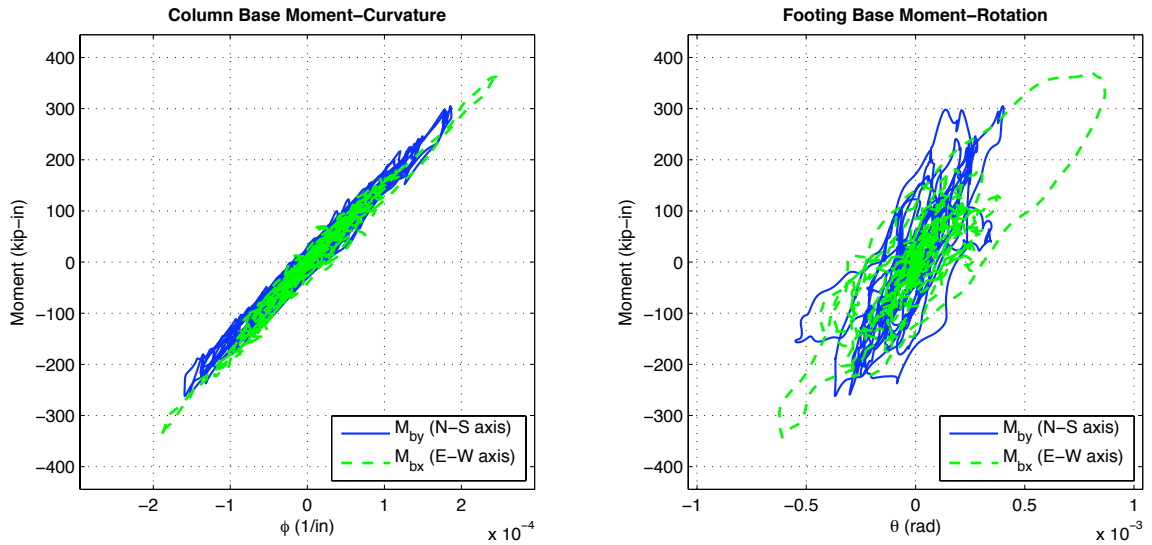 Column Base Moment−Curvature
Moment (kip−in)
400
300
200
100
0
−100
−200
−300
−400
−2
−1
0
1
2
x 10⁻⁴
φ (1/in)
M_by (N−S axis)
M_bx (E−W axis)
Footing Base Moment−Rotation
Moment (kip−in)
400
300
200
100
0
−100
−200
−300
−400
−1
−0.5
0
0.5
1
x 10⁻³
θ (rad)
M_by (N−S axis)
M_bx (E−W axis)